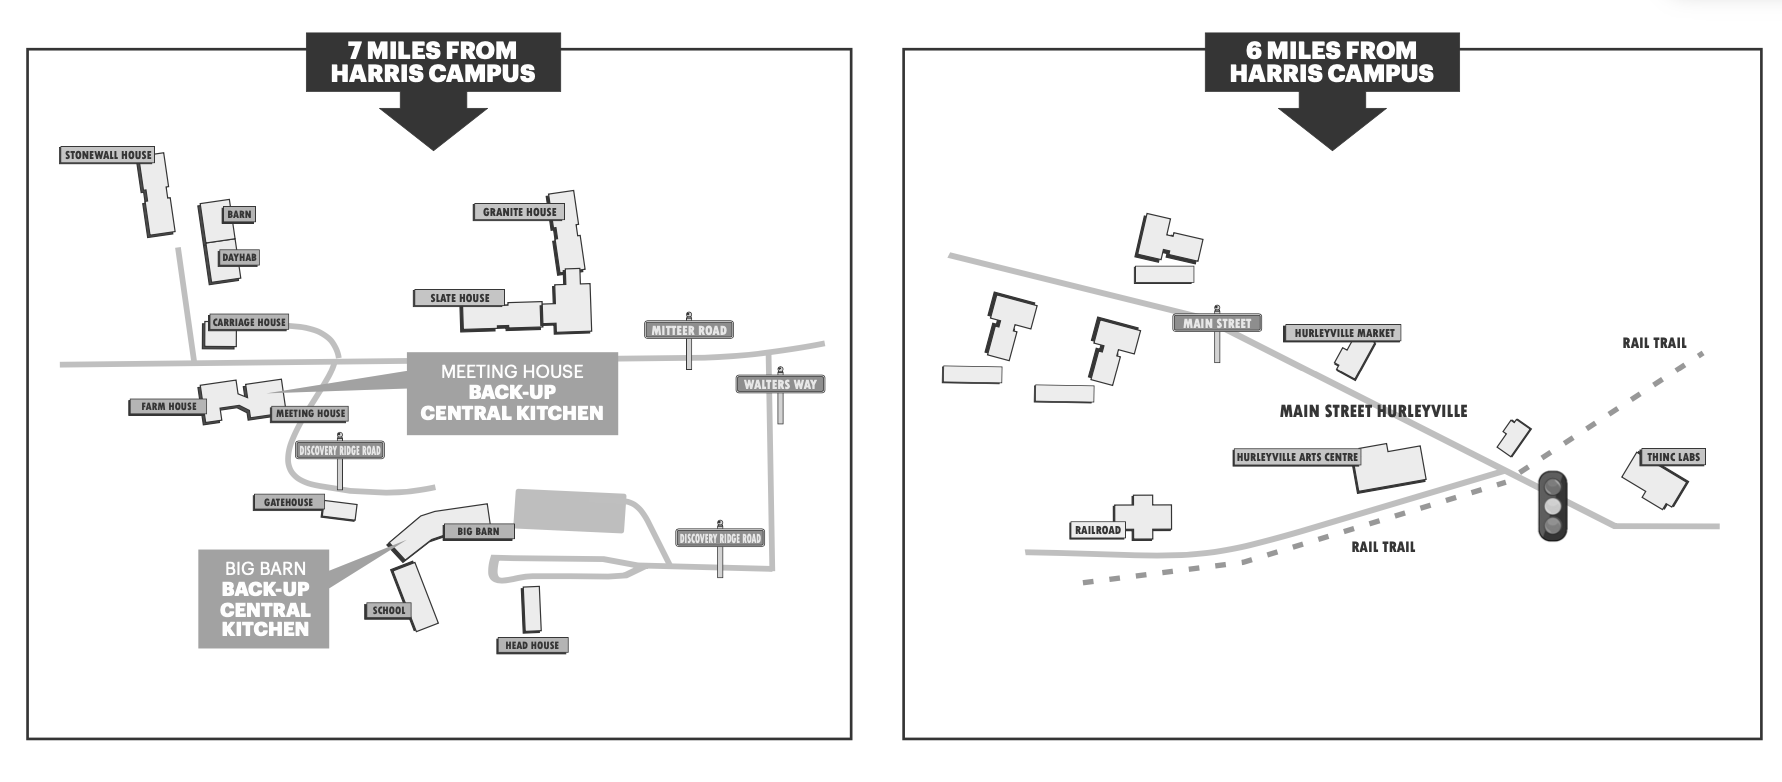 7 MILES FROM
HARRIS CAMPUS
STONEWALL HOUSE
BARN
DAYHAB
GRANITE HOUSE
SLATE HOUSE
CARRIAGE HOUSE
MITTEER ROAD
MEETING HOUSE
BACK-UP
CENTRAL KITCHEN
WALTERS WAY
FARM HOUSE
MEETING HOUSE
DISCOVERY RIDGE ROAD
GATEHOUSE
BIG BARN
DISCOVERY RIDGE ROAD
BIG BARN
BACK-UP
CENTRAL
KITCHEN
SCHOOL
HEAD HOUSE
6 MILES FROM
HARRIS CAMPUS
MAIN STREET
HURLEYVILLE MARKET
RAIL TRAIL
MAIN STREET HURLEYVILLE
HURLEYVILLE ARTS CENTRE
THINC LABS
RAILROAD
RAIL TRAIL